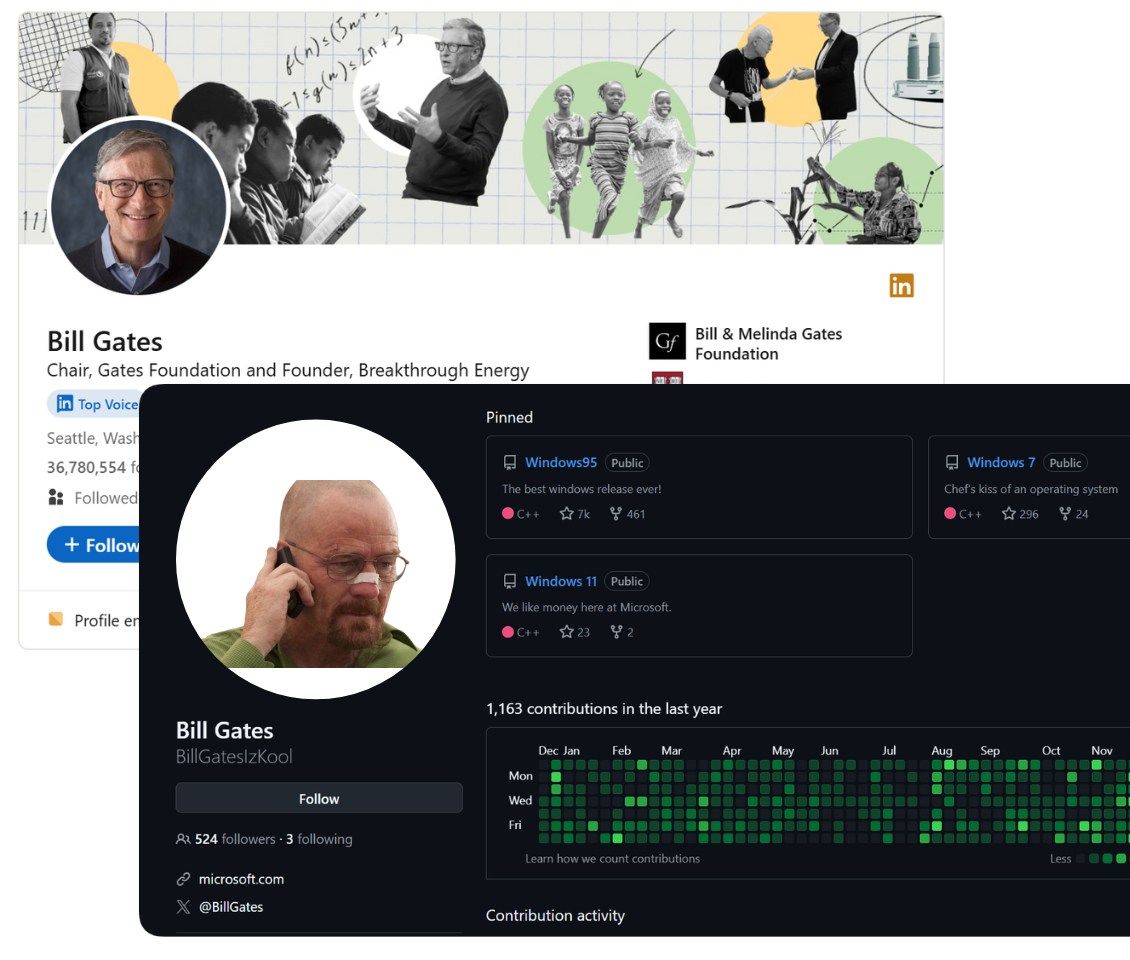 f(n)≤(5n+
-1≤g(n)≤2n+3
in
Bill Gates
Chair, Gates Foundation and Founder, Breakthrough Energy
Gf
Bill & Melinda Gates
Foundation
in Top Voice
Seattle, Wash
36,780,554 fo
Followed
+ Follow
Profile en
Pinned
Windows95 Public
The best windows release ever!
C++ 7k 461
Windows 7 Public
Chef's kiss of an operating system
C++ 296 24
Windows 11 Public
We like money here at Microsoft.
C++ 23 2
Bill Gates
BillGatesIzKool
Follow
524 followers · 3 following
microsoft.com
@BillGates
1,163 contributions in the last year
Dec Jan Feb Mar Apr May Jun Jul Aug Sep Oct Nov
Mon
Wed
Fri
Learn how we count contributions
Less
Contribution activity